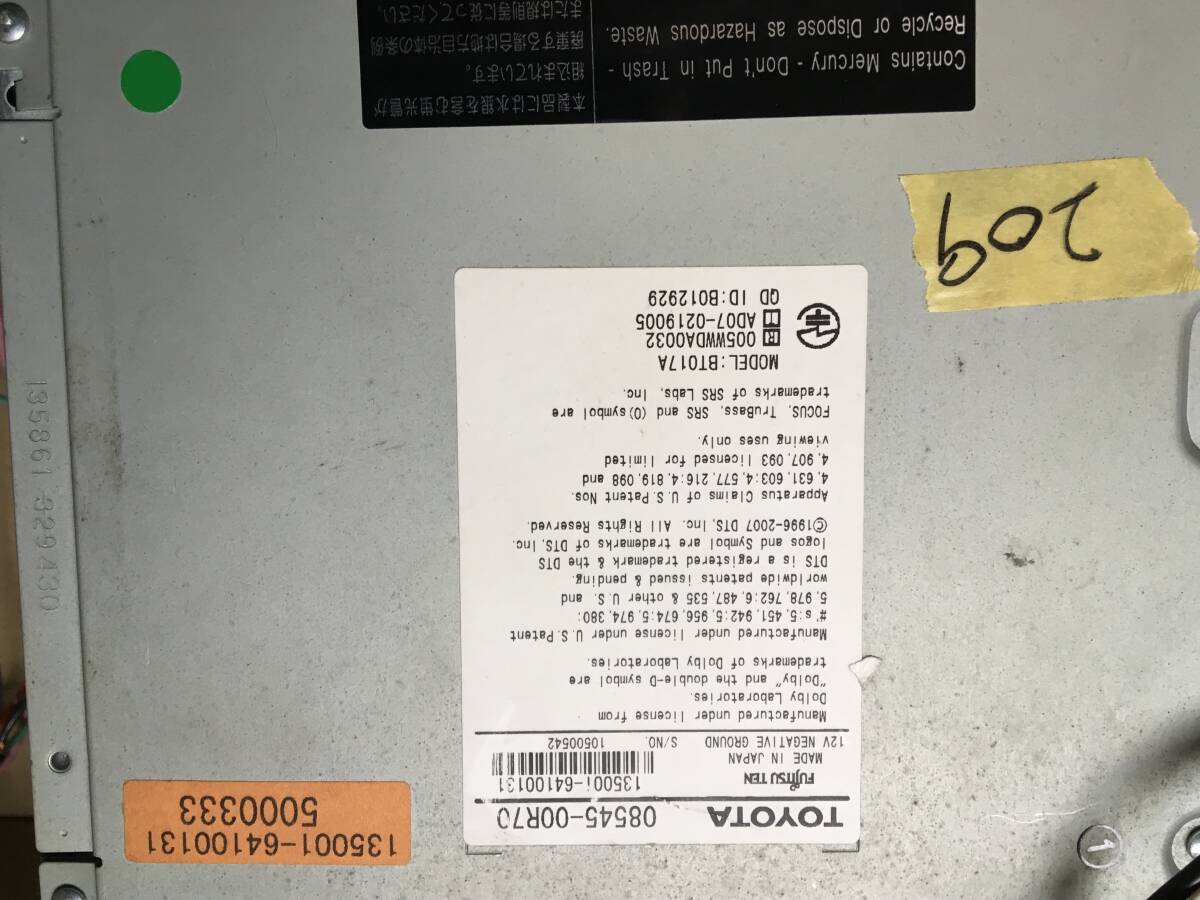 TOYOTA 08545-00R70
FUJITSU TEN 135001-64100131
MADE IN JAPAN
12V NEGATIVE GROUND S/NO. 10500542
Manufactured under license from
Dolby Laboratories.
"Dolby" and the double-D symbol are
trademarks of Dolby Laboratories.
Manufactured under license under U.S. Patent
#'s:5,451,942:5,956,674:5,974,380:
5,978,762:6,487,535 & other U.S. and
worldwide patents issued & pending.
DTS is a registered trademark & the DTS
logos and Symbol are trademarks of DTS, Inc.
©1996-2007 DTS, Inc. All Rights Reserved.
Apparatus Claims of U.S. Patent Nos.
4,631,603:4,577,216:4,819,098 and
4,907,093 licensed for limited
viewing uses only.
FOCUS, TruBass, SRS and (O)symbol are
trademarks of SRS Labs, Inc.
MODEL:BT017A
R 005WWDA0032
T AD07-0219005
QD ID:B012929
135001-64100131
5000333
1
209
本製品には水銀を含む蛍光管が
組込まれています。
廃棄する場合は地方自治体の条例
または規則等に従ってください。
Contains Mercury - Don't Put in Trash -
Recycle or Dispose as Hazardous Waste.
135861-829430